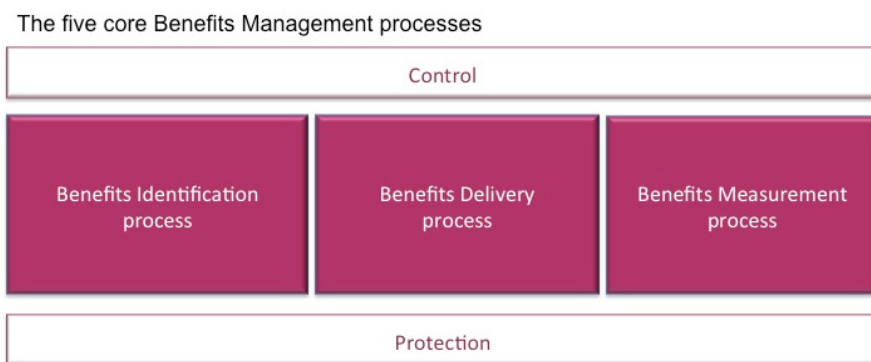 The five core Benefits Management processes
Control
Benefits Identification
process
Benefits Delivery
process
Benefits Measurement
process
Protection